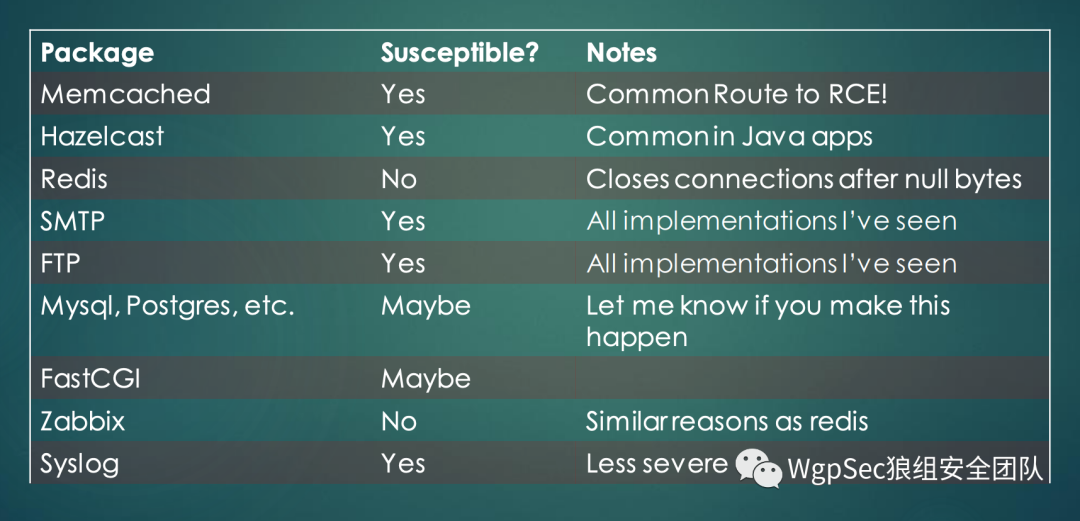 Package Susceptible? Notes
Memcached Yes Common Route to RCE!
Hazelcast Yes Common in Java apps
Redis No Closes connections after null bytes
SMTP Yes All implementations I've seen
FTP Yes All implementations I've seen
Mysql, Postgres, etc. Maybe Let me know if you make this
happen
FastCGI Maybe
Zabbix No Similar reasons as redis
Syslog Yes Less severe
WgpSec狼组安全团队